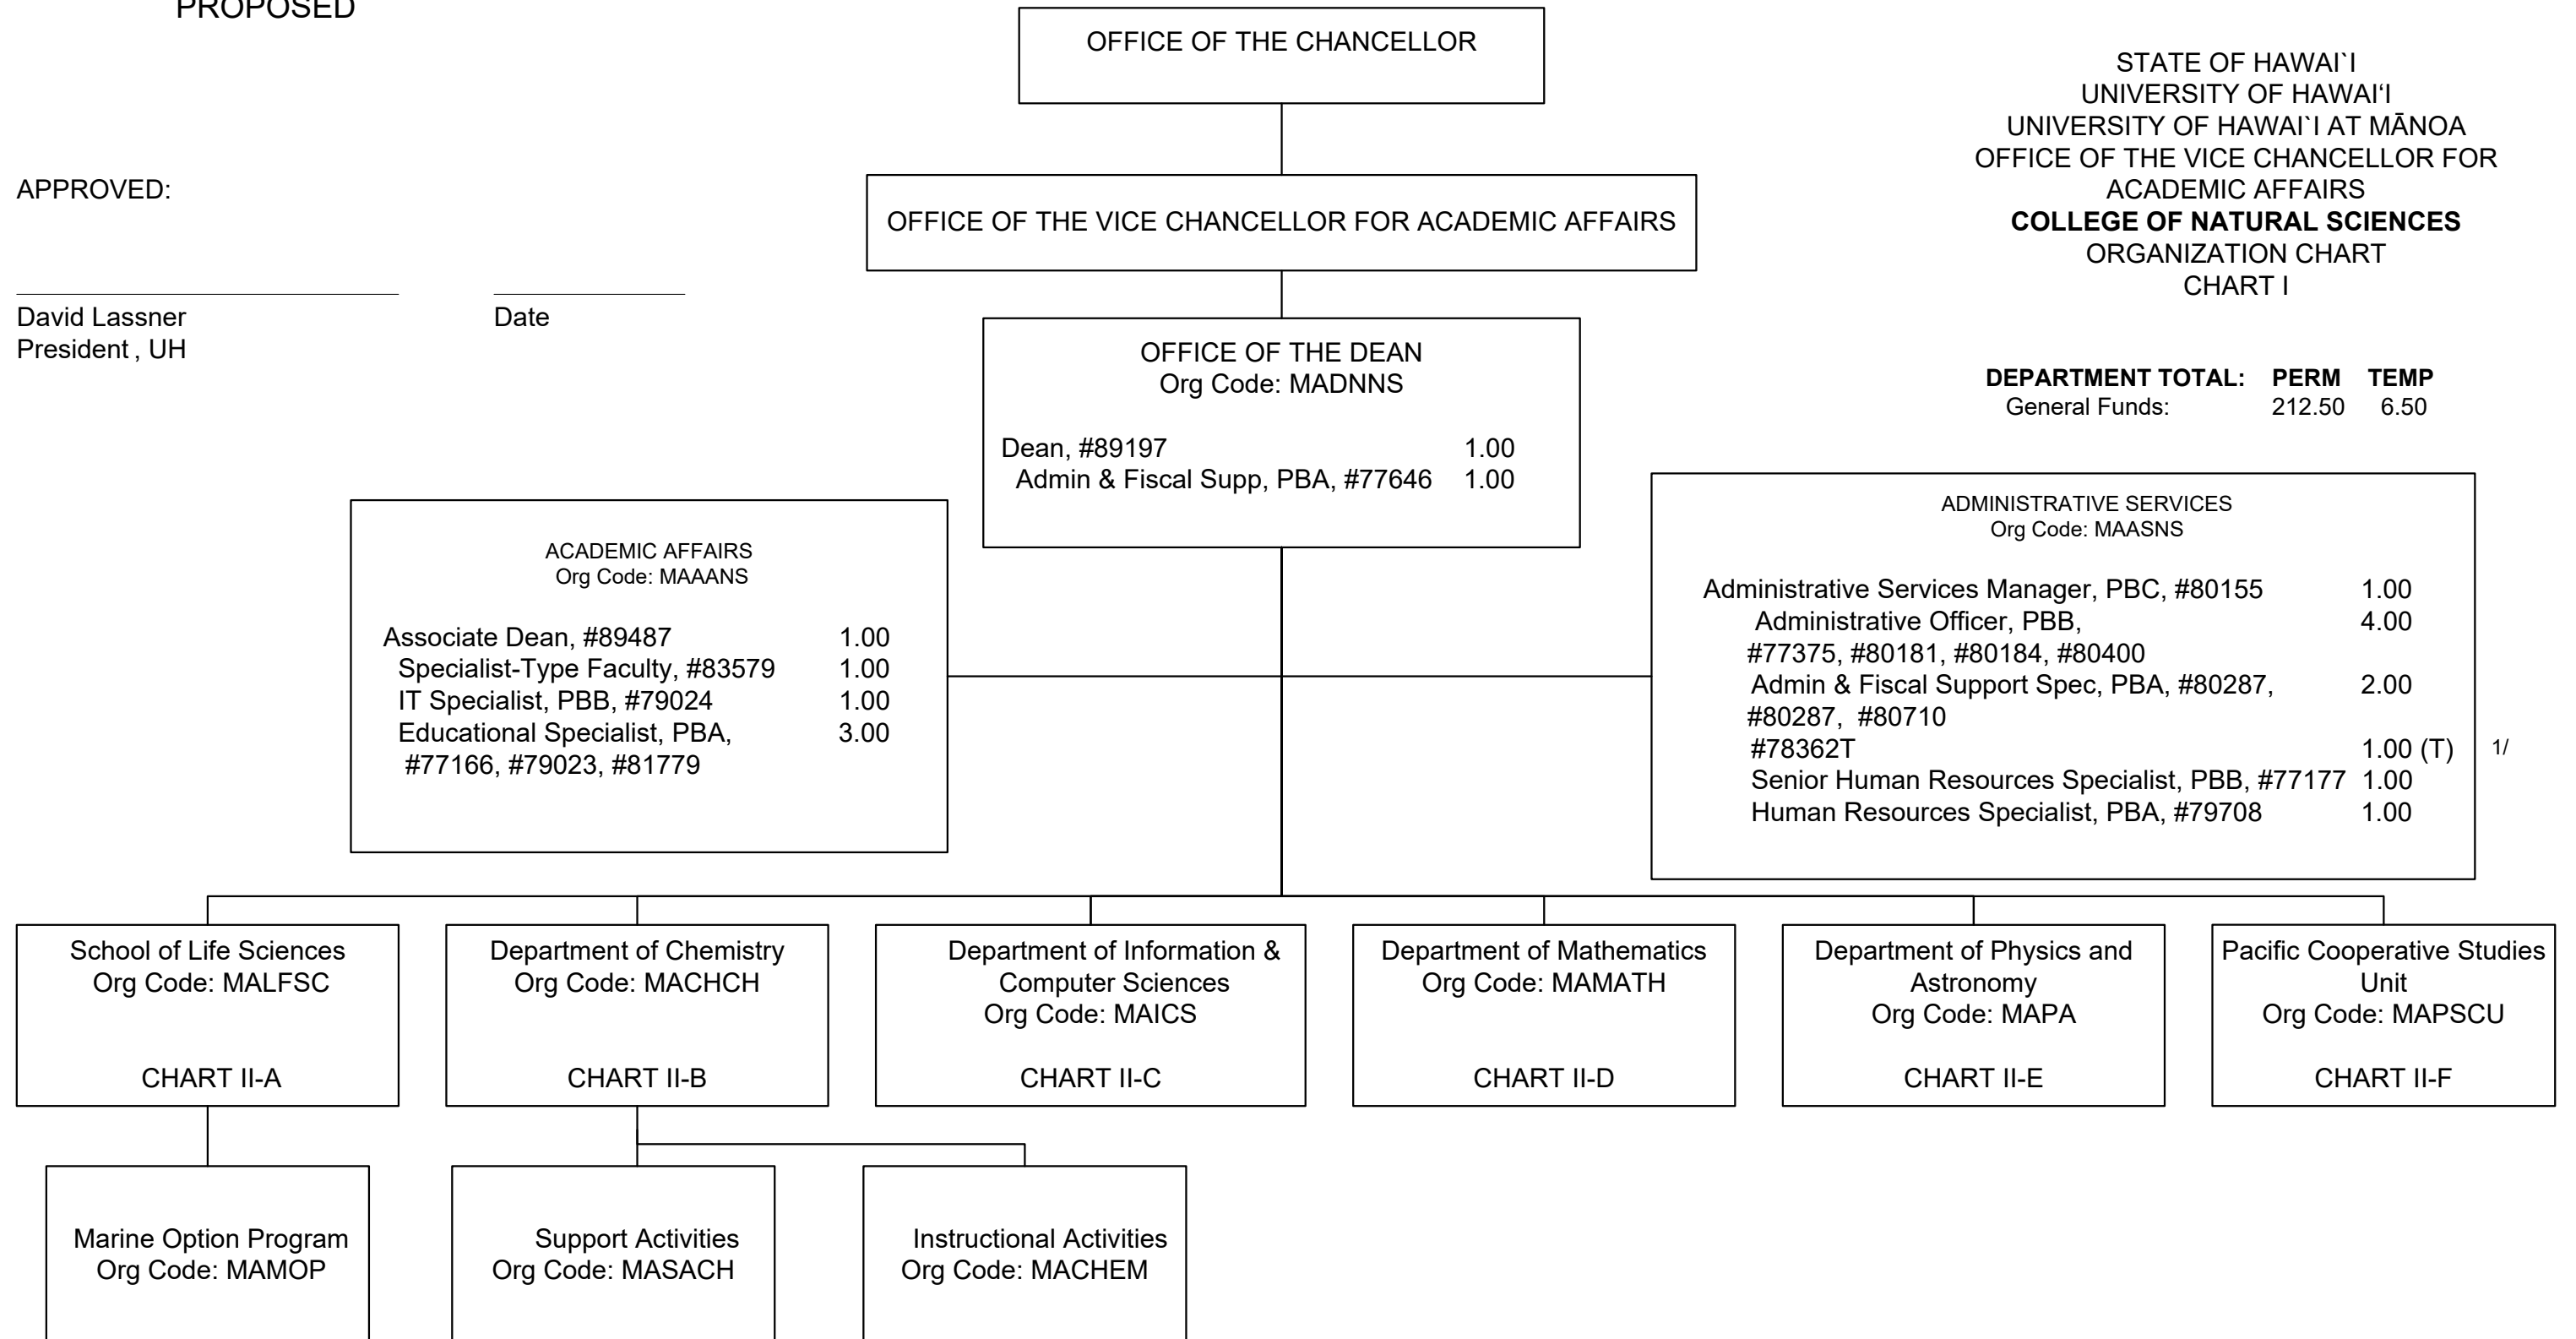 PROPOSED
OFFICE OF THE CHANCELLOR
STATE OF HAWAI`I
UNIVERSITY OF HAWAI‘I
UNIVERSITY OF HAWAI`I AT MĀNOA
OFFICE OF THE VICE CHANCELLOR FOR
ACADEMIC AFFAIRS
COLLEGE OF NATURAL SCIENCES
ORGANIZATION CHART
CHART I
APPROVED:
OFFICE OF THE VICE CHANCELLOR FOR ACADEMIC AFFAIRS
David Lassner Date
President , UH
OFFICE OF THE DEAN
Org Code: MADNNS
Dean, #89197 1.00
Admin & Fiscal Supp, PBA, #77646 1.00
DEPARTMENT TOTAL: PERM TEMP
General Funds: 212.50 6.50
ACADEMIC AFFAIRS
Org Code: MAAANS
Associate Dean, #89487 1.00
Specialist-Type Faculty, #83579 1.00
IT Specialist, PBB, #79024 1.00
Educational Specialist, PBA, 3.00
#77166, #79023, #81779
ADMINISTRATIVE SERVICES
Org Code: MAASNS
Administrative Services Manager, PBC, #80155 1.00
Administrative Officer, PBB, 4.00
#77375, #80181, #80184, #80400
Admin & Fiscal Support Spec, PBA, #80287, 2.00
#80287, #80710
#78362T 1.00 (T) 1/
Senior Human Resources Specialist, PBB, #77177 1.00
Human Resources Specialist, PBA, #79708 1.00
School of Life Sciences
Org Code: MALFSC
CHART II-A
Department of Chemistry
Org Code: MACHCH
CHART II-B
Department of Information &
Computer Sciences
Org Code: MAICS
CHART II-C
Department of Mathematics
Org Code: MAMATH
CHART II-D
Department of Physics and
Astronomy
Org Code: MAPA
CHART II-E
Pacific Cooperative Studies
Unit
Org Code: MAPSCU
CHART II-F
Marine Option Program
Org Code: MAMOP
Support Activities
Org Code: MASACH
Instructional Activities
Org Code: MACHEM